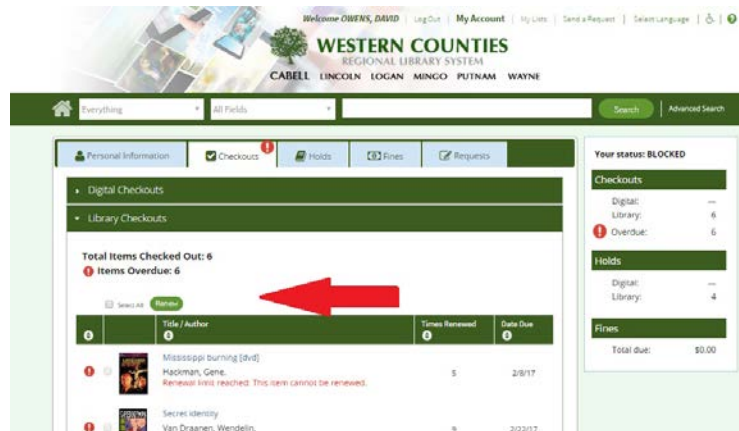 Welcome OWENS, DAVID | Log Out | My Account | My Lists | Send a Request | Select Language
WESTERN COUNTIES
REGIONAL LIBRARY SYSTEM
CABELL LINCOLN LOGAN MINGO PUTNAM WAYNE
Everything All Fields Search Advanced Search
Personal Information Checkouts Holds Fines Requests
Digital Checkouts
Library Checkouts
Total Items Checked Out: 6
Items Overdue: 6
Select All Renew
Title / Author Times Renewed Date Due
Mississippi burning [dvd]
Hackman, Gene. 5 2/8/17
Renewal limit reached. This item cannot be renewed.
Secret identity
Van Draanen, Wendelin. 9 2/22/17
Your status: BLOCKED
Checkouts
Digital: —
Library: 6
Overdue: 6
Holds
Digital: —
Library: 4
Fines
Total due: $0.00